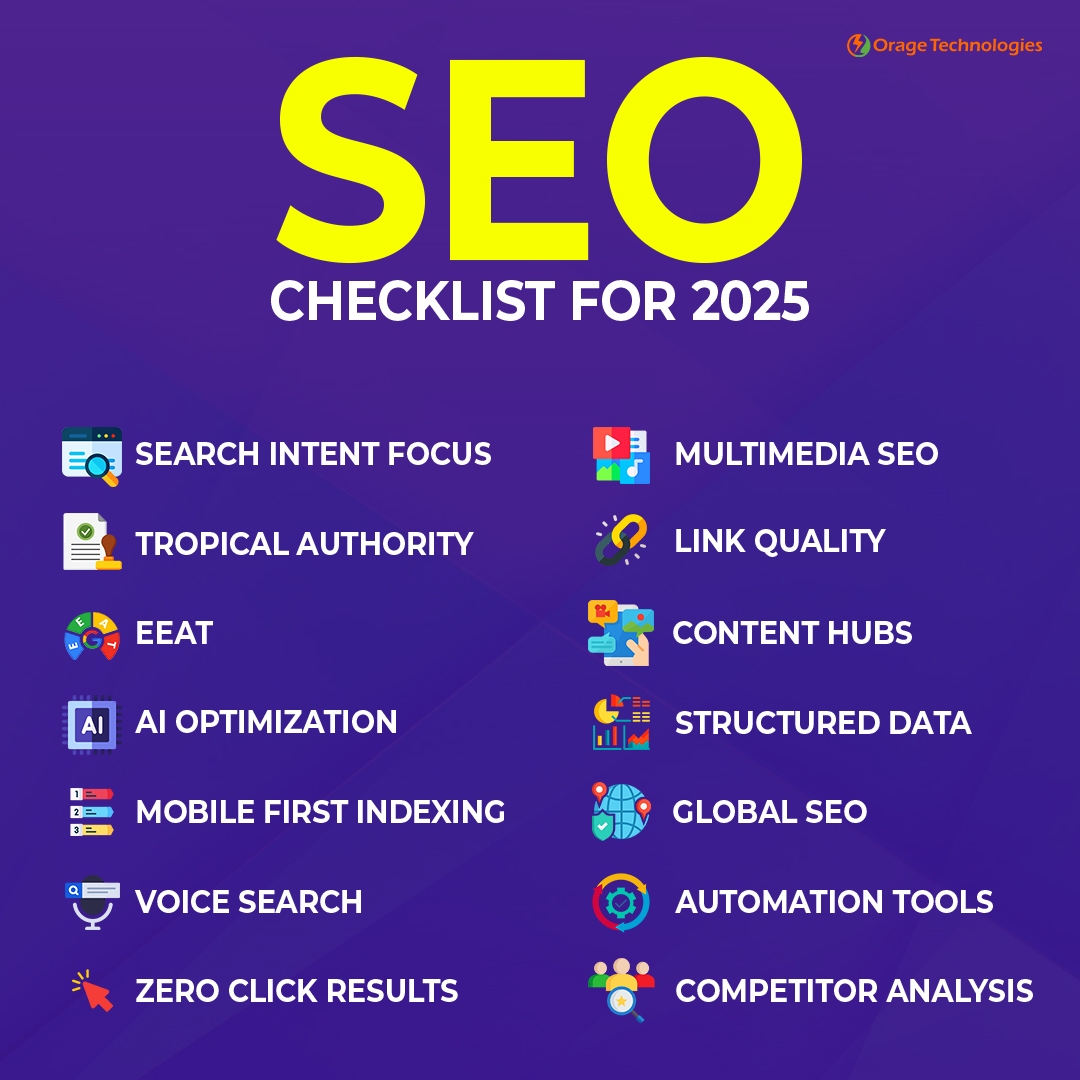 Orage Technologies
SEO
CHECKLIST FOR 2025
SEARCH INTENT FOCUS
TROPICAL AUTHORITY
E E A T
EEAT
AI
AI OPTIMIZATION
1
2
3
MOBILE FIRST INDEXING
VOICE SEARCH
ZERO CLICK RESULTS
MULTIMEDIA SEO
LINK QUALITY
CONTENT HUBS
STRUCTURED DATA
GLOBAL SEO
AUTOMATION TOOLS
COMPETITOR ANALYSIS